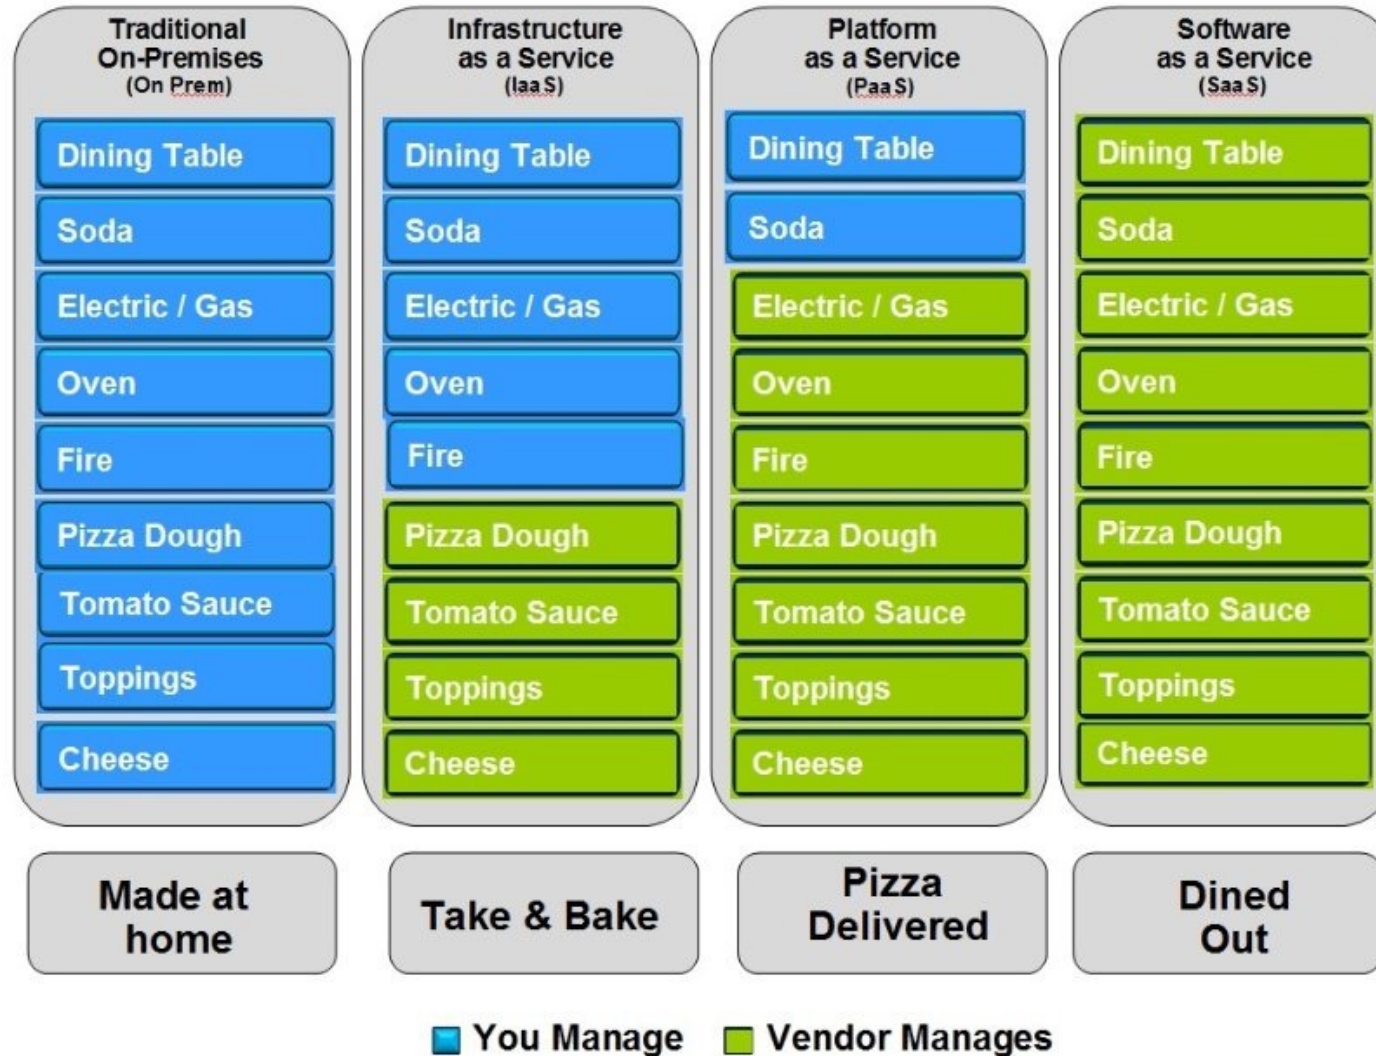 Traditional
On-Premises
(On Prem)
Dining Table
Soda
Electric / Gas
Oven
Fire
Pizza Dough
Tomato Sauce
Toppings
Cheese
Made at
home
Infrastructure
as a Service
(IaaS)
Dining Table
Soda
Electric / Gas
Oven
Fire
Pizza Dough
Tomato Sauce
Toppings
Cheese
Take & Bake
Platform
as a Service
(PaaS)
Dining Table
Soda
Electric / Gas
Oven
Fire
Pizza Dough
Tomato Sauce
Toppings
Cheese
Pizza
Delivered
Software
as a Service
(SaaS)
Dining Table
Soda
Electric / Gas
Oven
Fire
Pizza Dough
Tomato Sauce
Toppings
Cheese
Dined
Out
You Manage
Vendor Manages